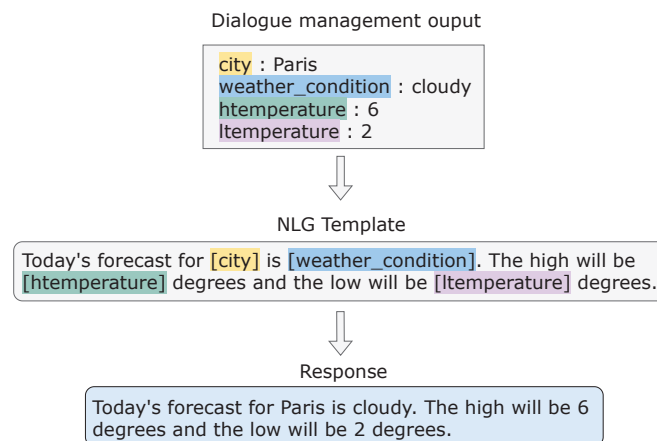 Dialogue management ouput
city : Paris
weather_condition : cloudy
htemperature : 6
ltemperature : 2
NLG Template
Today's forecast for [city] is [weather_condition]. The high will be
[htemperature] degrees and the low will be [ltemperature] degrees.
Response
Today's forecast for Paris is cloudy. The high will be 6
degrees and the low will be 2 degrees.